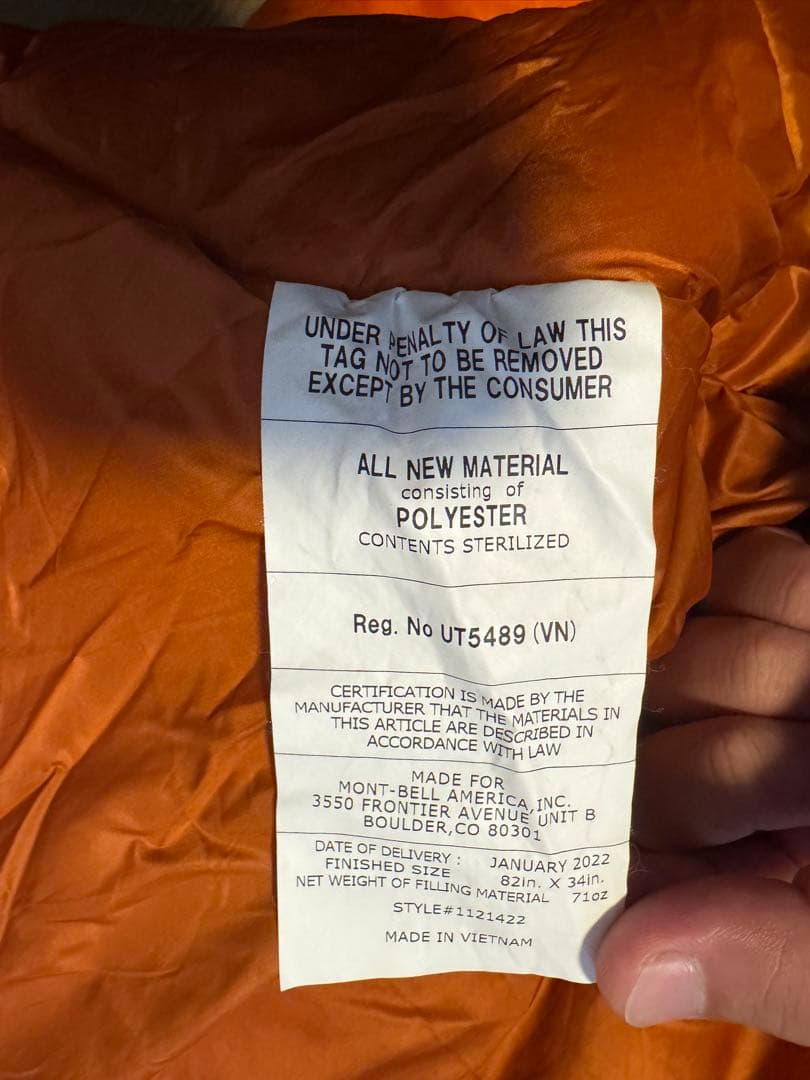 UNDER PENALTY OF LAW THIS
TAG NOT TO BE REMOVED
EXCEPT BY THE CONSUMER
ALL NEW MATERIAL
consisting of
POLYESTER
CONTENTS STERILIZED
Reg. No UT5489 (VN)
CERTIFICATION IS MADE BY THE
MANUFACTURER THAT THE MATERIALS IN
THIS ARTICLE ARE DESCRIBED IN
ACCORDANCE WITH LAW
MADE FOR
MONT-BELL AMERICA, INC.
3550 FRONTIER AVENUE UNIT B
BOULDER,CO 80301
DATE OF DELIVERY : JANUARY 2022
FINISHED SIZE 82in. X 34in.
NET WEIGHT OF FILLING MATERIAL 71oz
STYLE#1121422
MADE IN VIETNAM